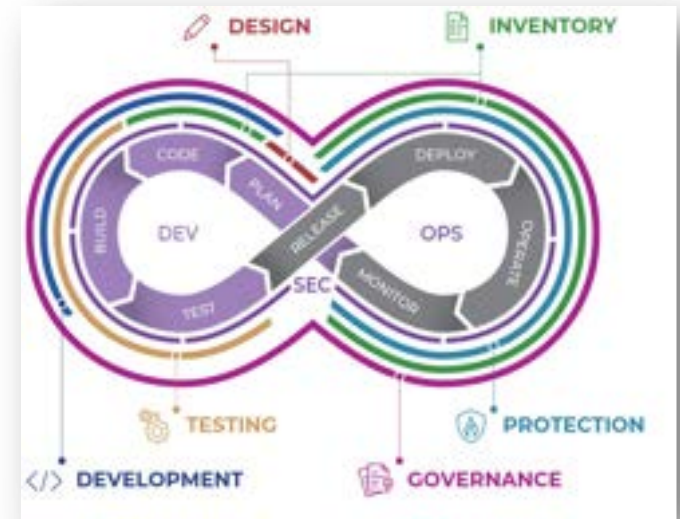 DESIGN
INVENTORY
CODE
DEPLOY
PLAN
BUILD
DEV
RELEASE
OPS
OPERATE
SEC
MONITOR
TEST
TESTING
PROTECTION
</> DEVELOPMENT
GOVERNANCE